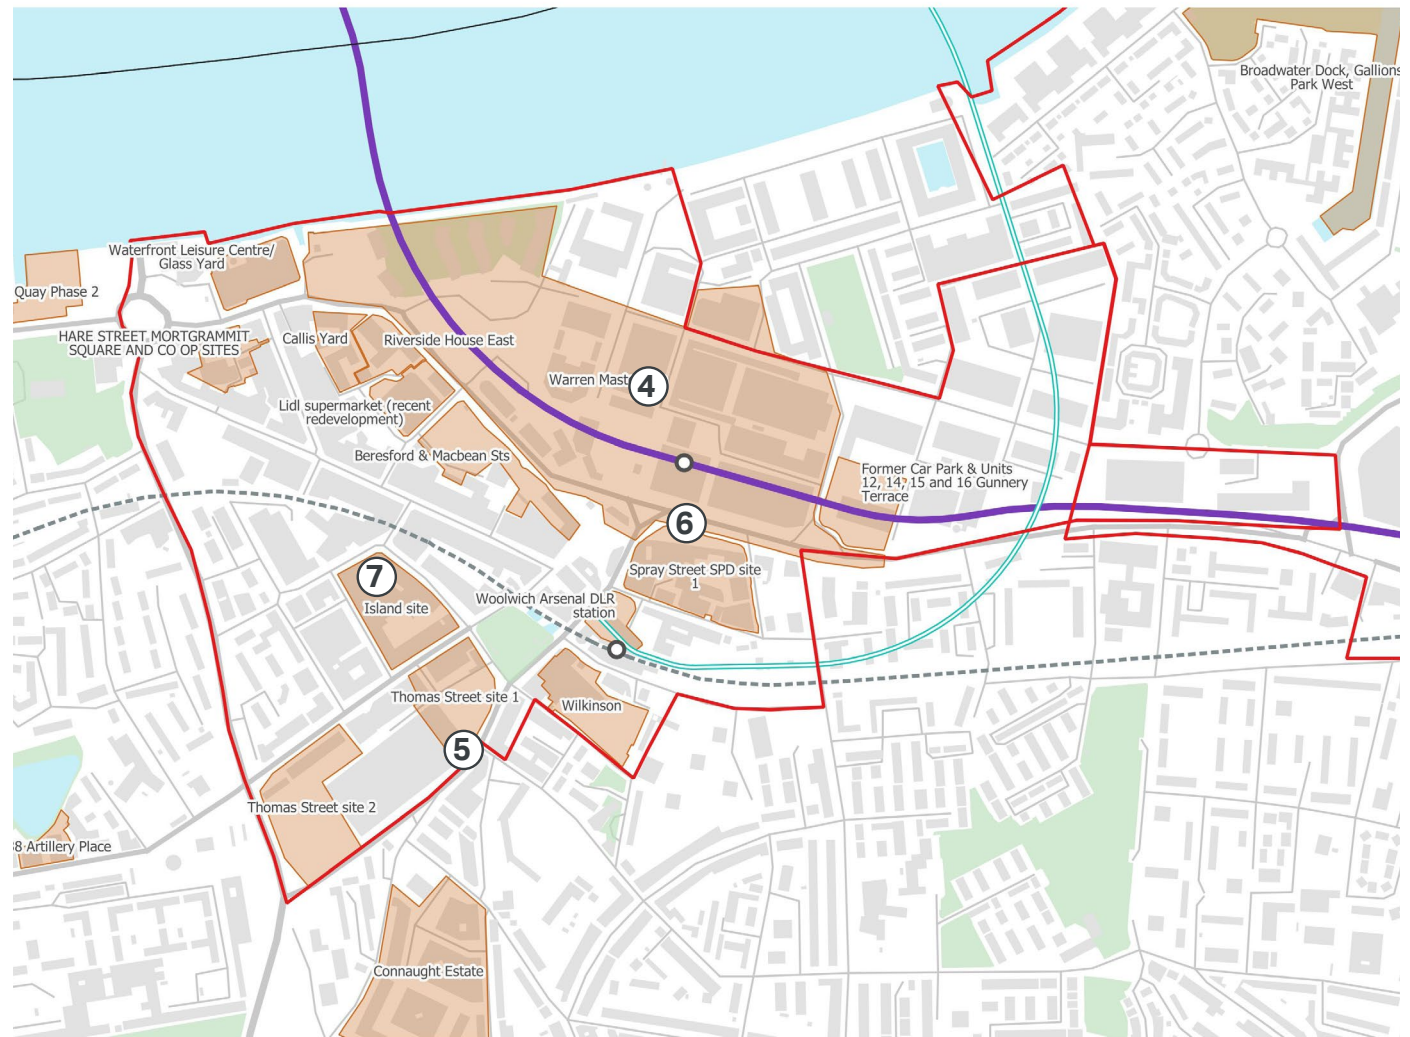 Broadwater Dock, Gallions
Park West
Waterfront Leisure Centre/
Glass Yard
Quay Phase 2
HARE STREET MORTGRAMMIT
SQUARE AND CO OP SITES
Callis Yard
Riverside House East
Warren Mast
4
Lidl supermarket (recent
redevelopment)
Beresford & Macbean Sts
Former Car Park & Units
12, 14, 15 and 16 Gunnery
Terrace
6
Spray Street SPD site
1
7
Island site
Woolwich Arsenal DLR
station
Thomas Street site 1
Wilkinson
5
Thomas Street site 2
8 Artillery Place
Connaught Estate